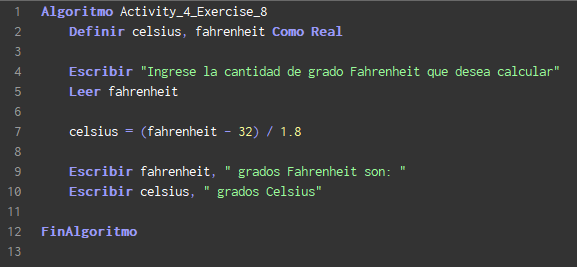 1 Algoritmo Activity_4_Exercise_8
2 Definir celsius, fahrenheit Como Real
3
4 Escribir "Ingrese la cantidad de grado Fahrenheit que desea calcular"
5 Leer fahrenheit
6
7 celsius = (fahrenheit - 32) / 1.8
8
9 Escribir fahrenheit, " grados Fahrenheit son: "
10 Escribir celsius, " grados Celsius"
11
12 FinAlgoritmo
13